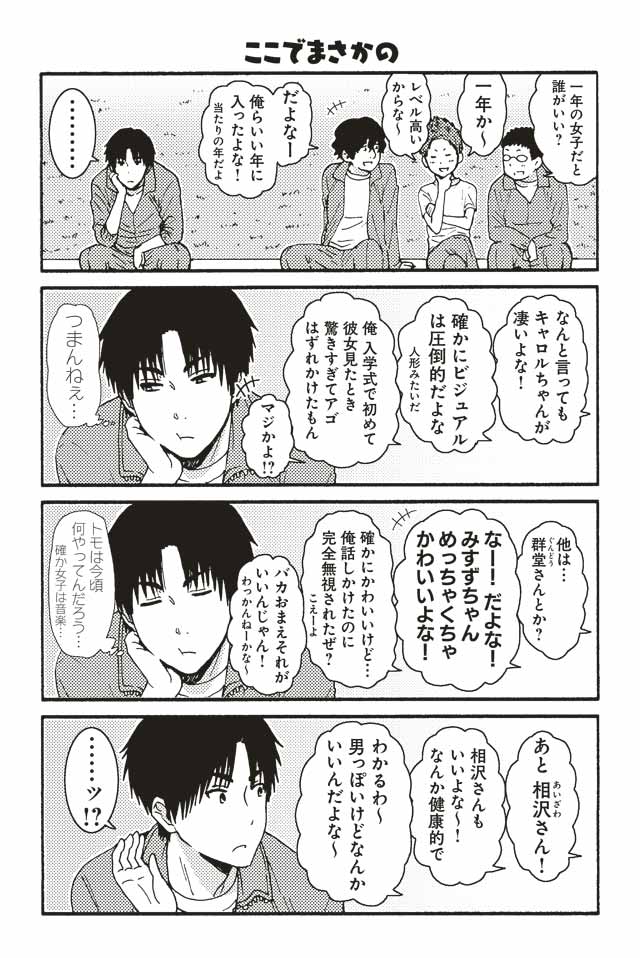 ここでまさかの
一年の女子だと
誰がいい?
一年か~
レベル高い
からな~
だよなー
俺らいい年に
入ったよな!
当たりの年だよ
………
なんと言っても
キャロルちゃんが
凄いよな!
確かにビジュアル
は圧倒的だよな
人形みたいだ
俺 入学式で初めて
彼女見たとき
驚きすぎてアゴ
はずれかけたもん
マジかよ!?
つまんねぇ…
他は…
群堂さんとか?
ぐんどう
なー!だよな!
みすずちゃん
めっちゃくちゃ
かわいいよな!
確かにかわいいけど…
俺話しかけたのに
完全無視されたぜ?
こえーよ
バカおまえそれが
いいんじゃん!
わっかんねーかな~
トモは今頃
何やってんだろう…
確か女子は音楽…
あと 相沢さん!
あいざわ
相沢さんも
いいよな~!
なんか健康的で
わかるわ~
男っぽいけどなんか
いいんだよな~
……ッ!?